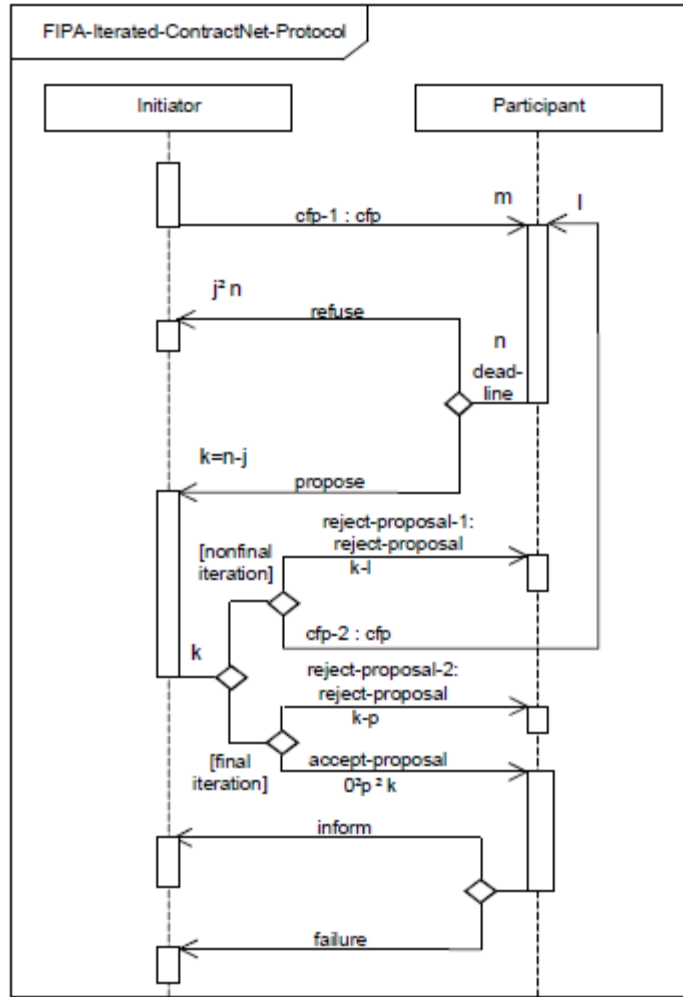 FIPA-Iterated-ContractNet-Protocol
Initiator
Participant
m
l
cfp-1 : cfp
j² n
refuse
n
dead-
line
k=n-j
propose
reject-proposal-1:
reject-proposal
[nonfinal
iteration]
k-l
cfp-2 : cfp
k
reject-proposal-2:
reject-proposal
k-p
[final
iteration]
accept-proposal
0²p ² k
inform
failure